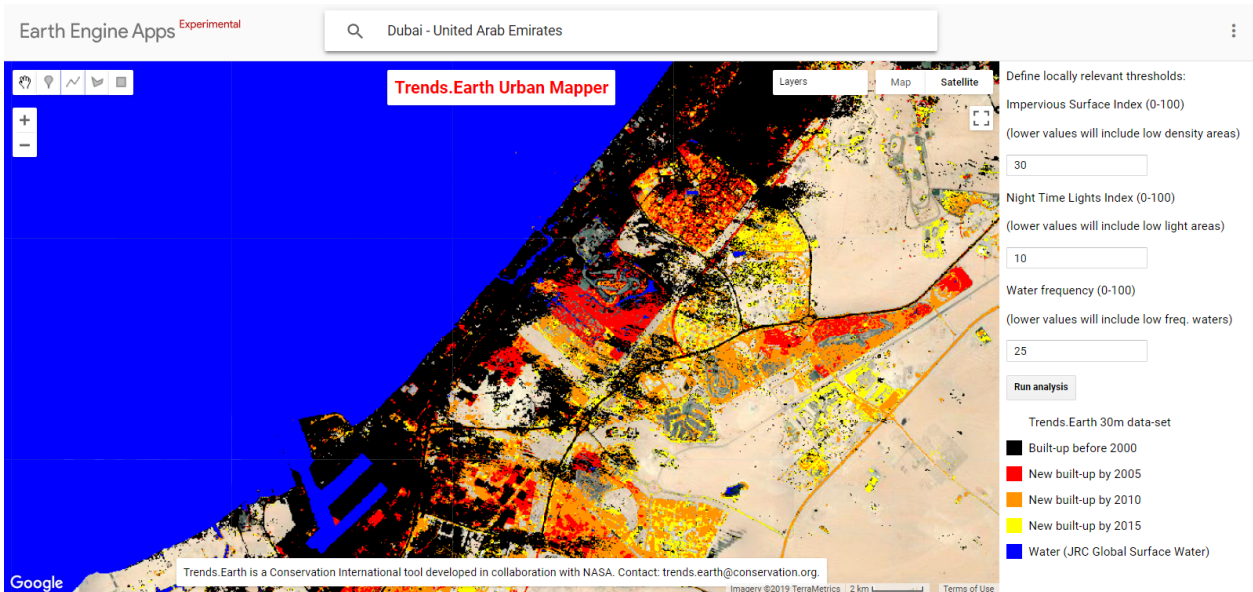 Earth Engine Apps Experimental
Dubai - United Arab Emirates
Trends.Earth Urban Mapper
Layers
Map
Satellite
+
−
Define locally relevant thresholds:
Impervious Surface Index (0-100)
(lower values will include low density areas)
30
Night Time Lights Index (0-100)
(lower values will include low light areas)
10
Water frequency (0-100)
(lower values will include low freq. waters)
25
Run analysis
Trends.Earth 30m data-set
Built-up before 2000
New built-up by 2005
New built-up by 2010
New built-up by 2015
Water (JRC Global Surface Water)
Trends.Earth is a Conservation International tool developed in collaboration with NASA. Contact: trends.earth@conservation.org.
Google
Imagery ©2019 TerraMetrics
2 km
Terms of Use